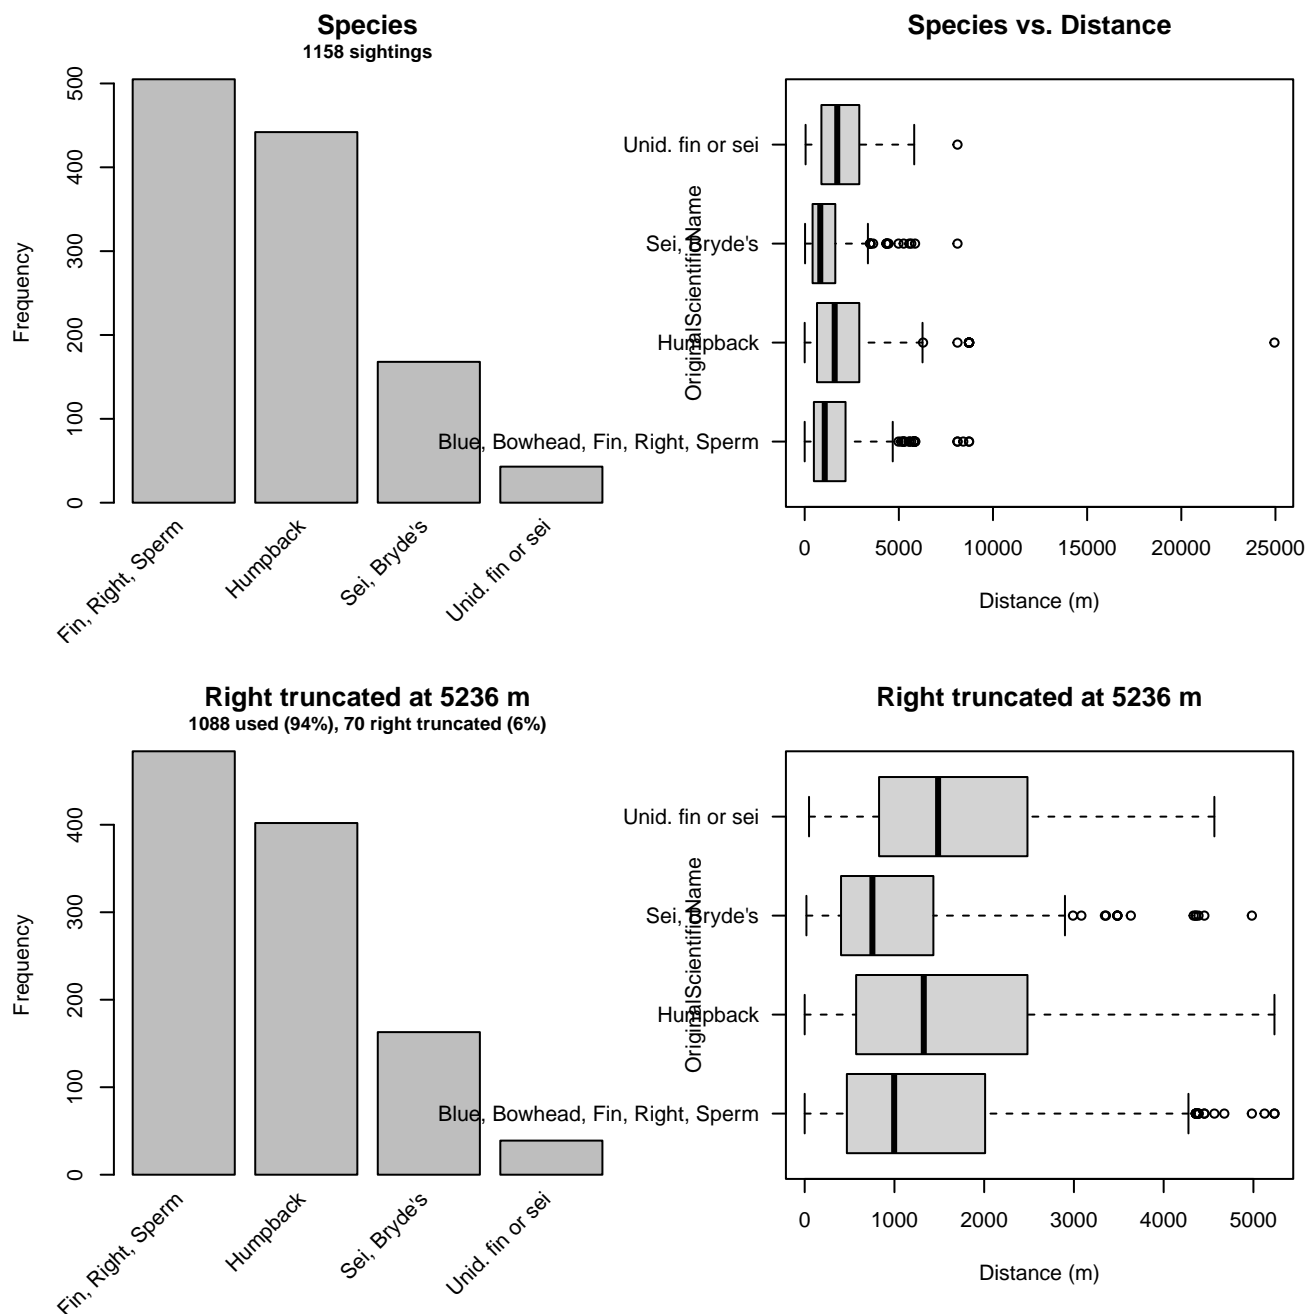 Species
1158 sightings
Frequency
500
400
300
200
100
0
Fin, Right, Sperm
Humpback
Sei, Bryde's
Unid. fin or sei
Species vs. Distance
OriginalScientificName
Unid. fin or sei
Sei, Bryde's
Humpback
Blue, Bowhead, Fin, Right, Sperm
0 5000 10000 15000 20000 25000
Distance (m)
Right truncated at 5236 m
1088 used (94%), 70 right truncated (6%)
Frequency
400
300
200
100
0
Fin, Right, Sperm
Humpback
Sei, Bryde's
Unid. fin or sei
Right truncated at 5236 m
OriginalScientificName
Unid. fin or sei
Sei, Bryde's
Humpback
Blue, Bowhead, Fin, Right, Sperm
0 1000 2000 3000 4000 5000
Distance (m)